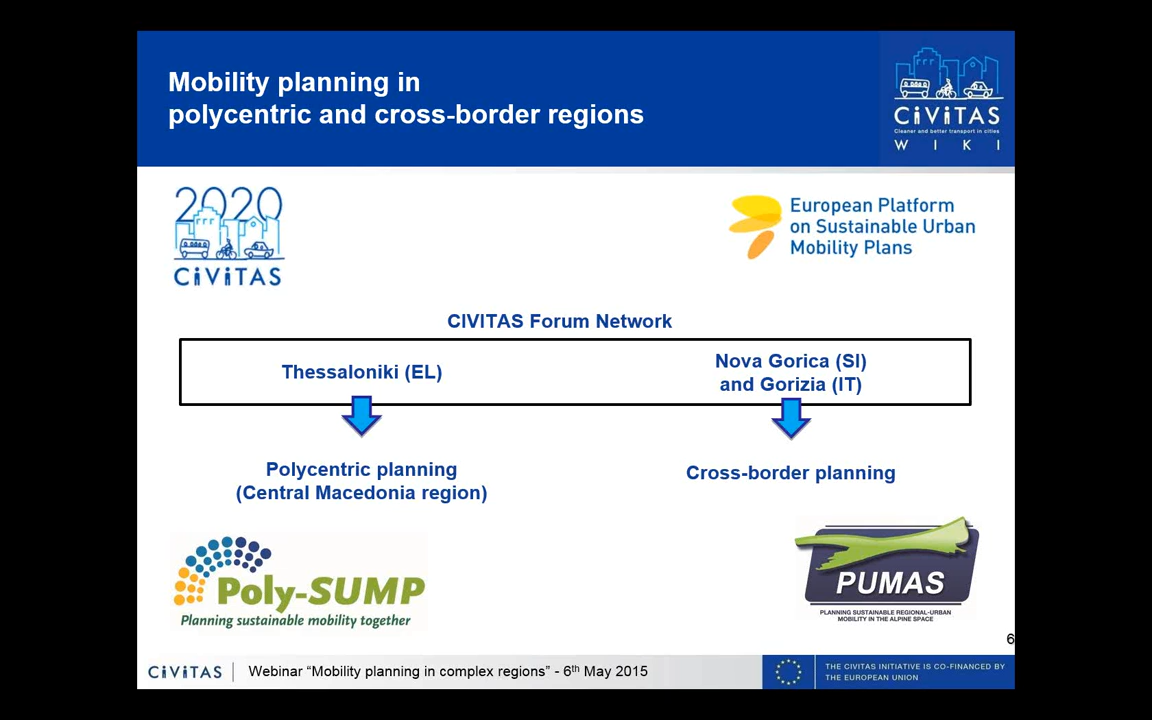 Mobility planning in
polycentric and cross-border regions
CiViTAS
Cleaner and better transport in cities
W I K I
2020
CiViTAS
European Platform
on Sustainable Urban
Mobility Plans
CIVITAS Forum Network
Thessaloniki (EL)
Nova Gorica (SI)
and Gorizia (IT)
Polycentric planning
(Central Macedonia region)
Cross-border planning
Poly-SUMP
Planning sustainable mobility together
PUMAS
PLANNING SUSTAINABLE REGIONAL-URBAN
MOBILITY IN THE ALPINE SPACE
6
CiViTAS
Webinar “Mobility planning in complex regions” - 6th May 2015
THE CIVITAS INITIATIVE IS CO-FINANCED BY
THE EUROPEAN UNION